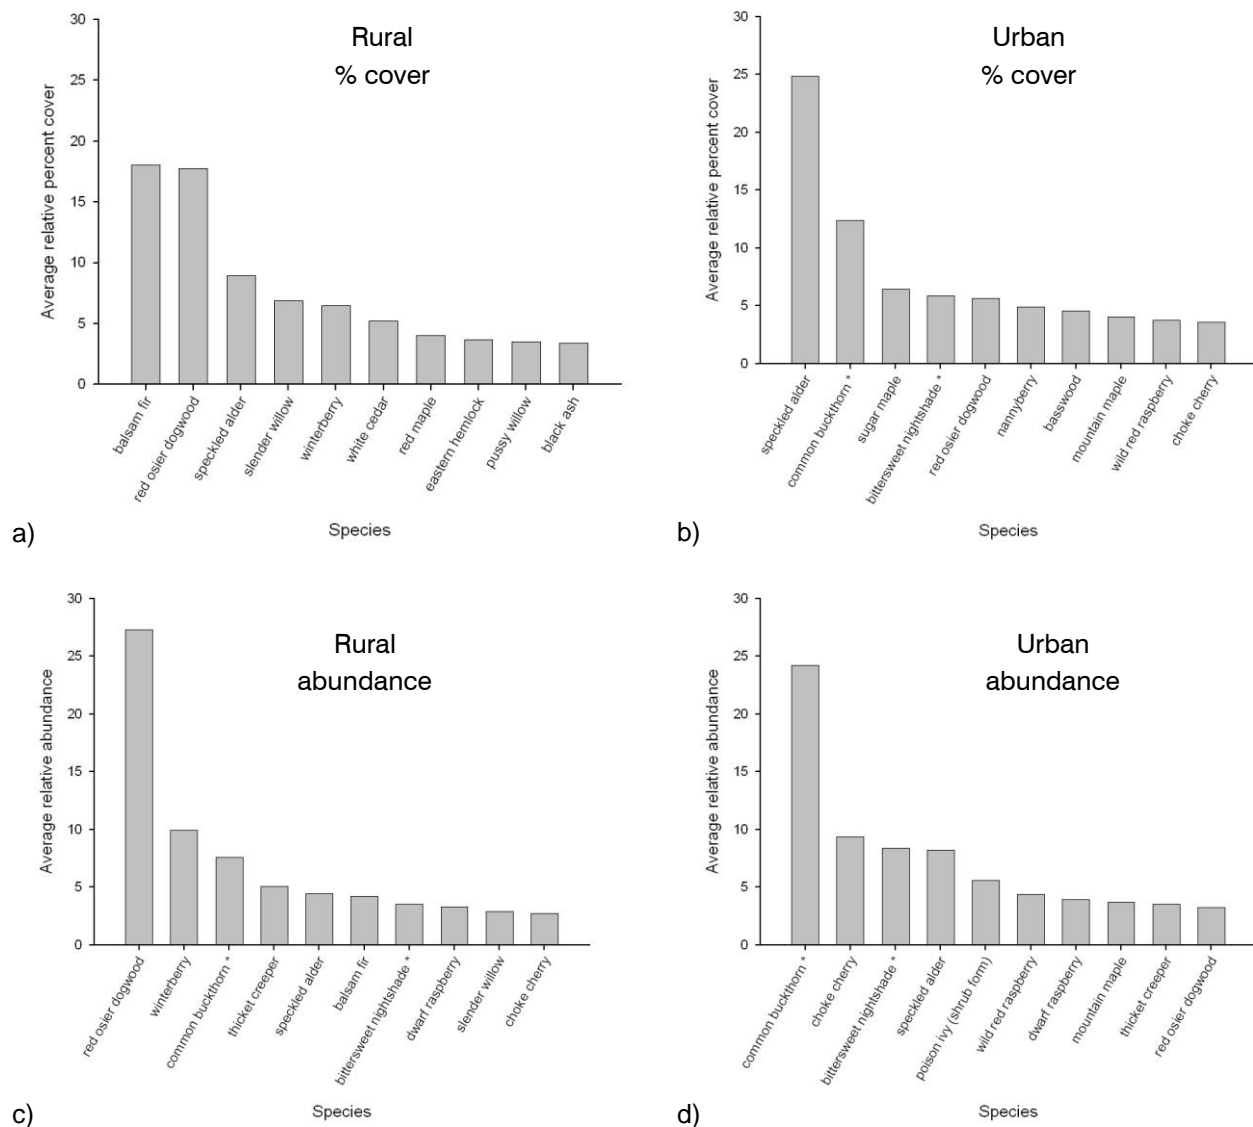 Rural
% cover
30
25
20
15
10
5
0
Average relative percent cover
balsam fir
red osier dogwood
speckled alder
slender willow
winterberry
white cedar
red maple
eastern hemlock
pussy willow
black ash
Species
a)
Urban
% cover
30
25
20
15
10
5
0
Average relative percent cover
speckled alder
common buckthorn *
sugar maple
bittersweet nightshade *
red osier dogwood
nannyberry
basswood
mountain maple
wild red raspberry
choke cherry
Species
b)
Rural
abundance
30
25
20
15
10
5
0
Average relative abundance
red osier dogwood
winterberry
common buckthorn *
thicket creeper
speckled alder
balsam fir
bittersweet nightshade *
dwarf raspberry
slender willow
choke cherry
Species
c)
Urban
abundance
30
25
20
15
10
5
0
Average relative abundance
common buckthorn *
choke cherry
bittersweet nightshade *
speckled alder
poison ivy (shrub form)
wild red raspberry
dwarf raspberry
mountain maple
thicket creeper
red osier dogwood
Species
d)